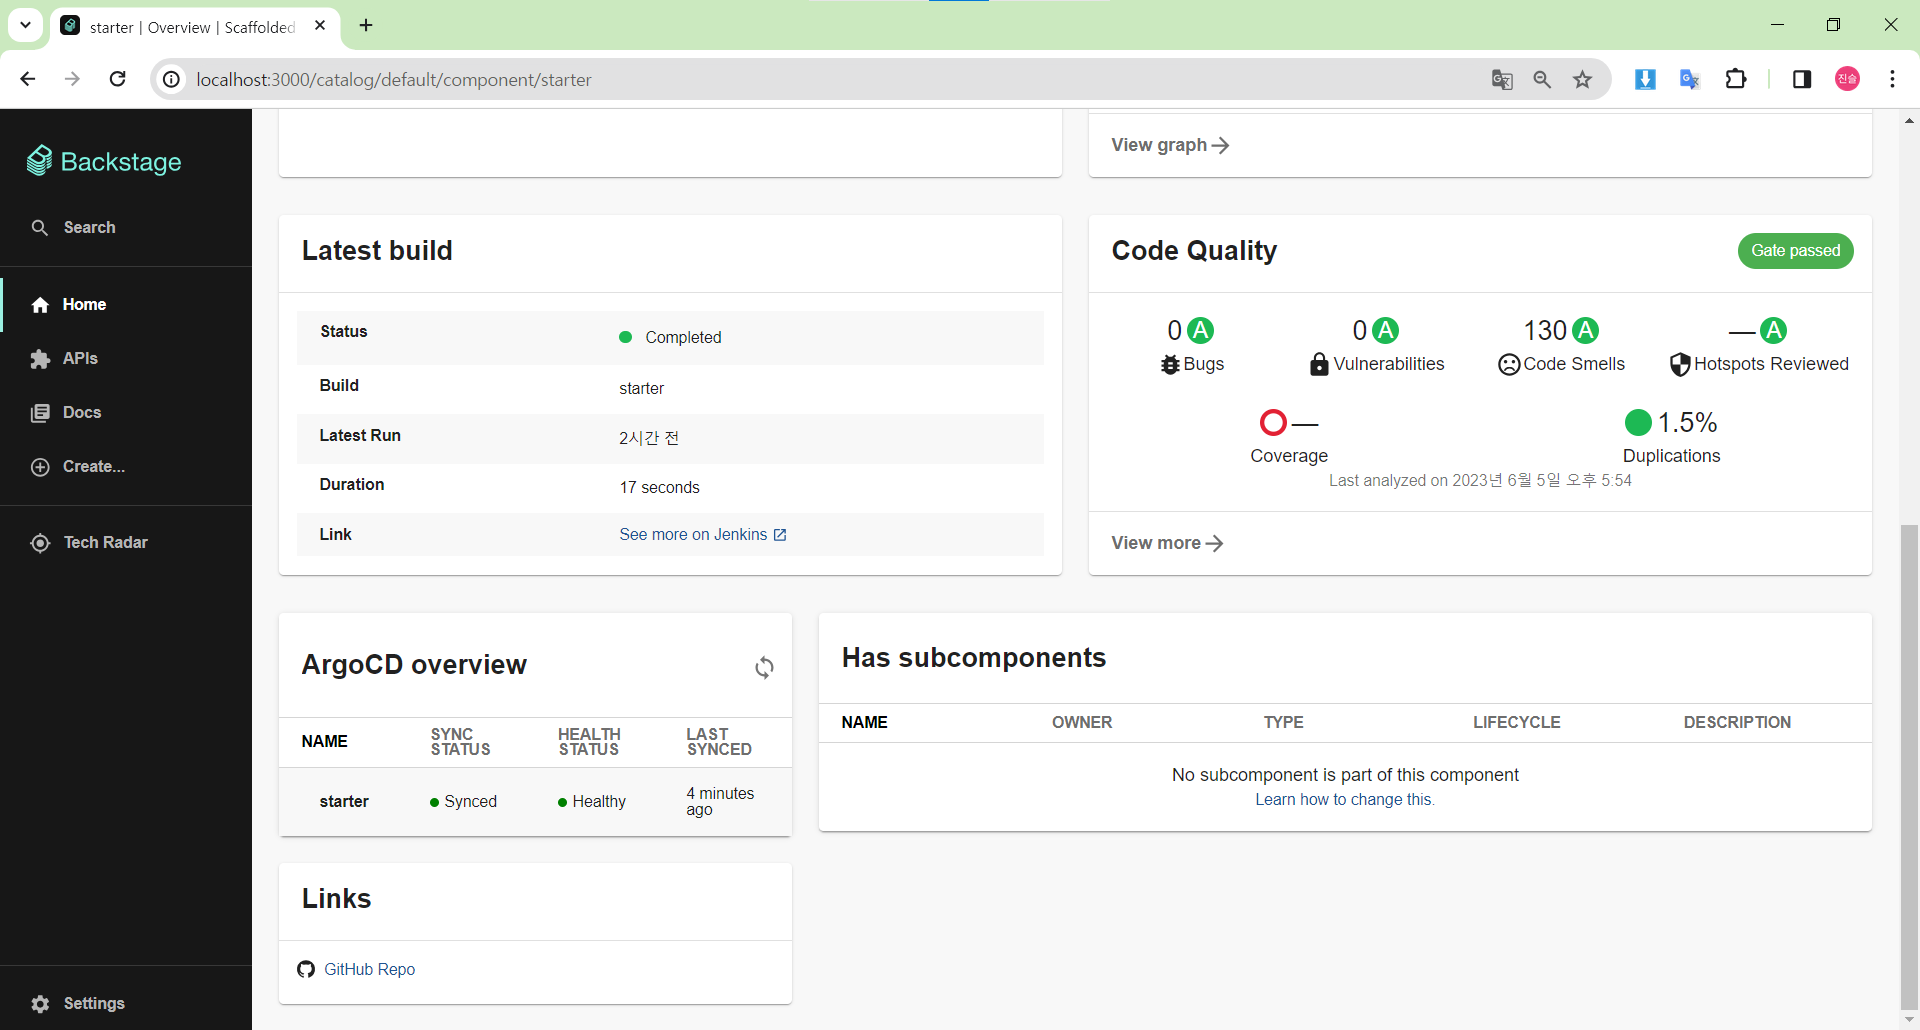 starter | Overview | Scaffolded
localhost:3000/catalog/default/component/starter
진슬
Backstage
Search
Home
APIs
Docs
Create...
Tech Radar
Settings
View graph
Latest build
Status Completed
Build starter
Latest Run 2시간 전
Duration 17 seconds
Link See more on Jenkins
Code Quality Gate passed
0 A 0 A 130 A — A
Bugs Vulnerabilities Code Smells Hotspots Reviewed
— 1.5%
Coverage Duplications
Last analyzed on 2023년 6월 5일 오후 5:54
View more
ArgoCD overview
NAME SYNC STATUS HEALTH STATUS LAST SYNCED
starter Synced Healthy 4 minutes ago
Has subcomponents
NAME OWNER TYPE LIFECYCLE DESCRIPTION
No subcomponent is part of this component
Learn how to change this.
Links
GitHub Repo